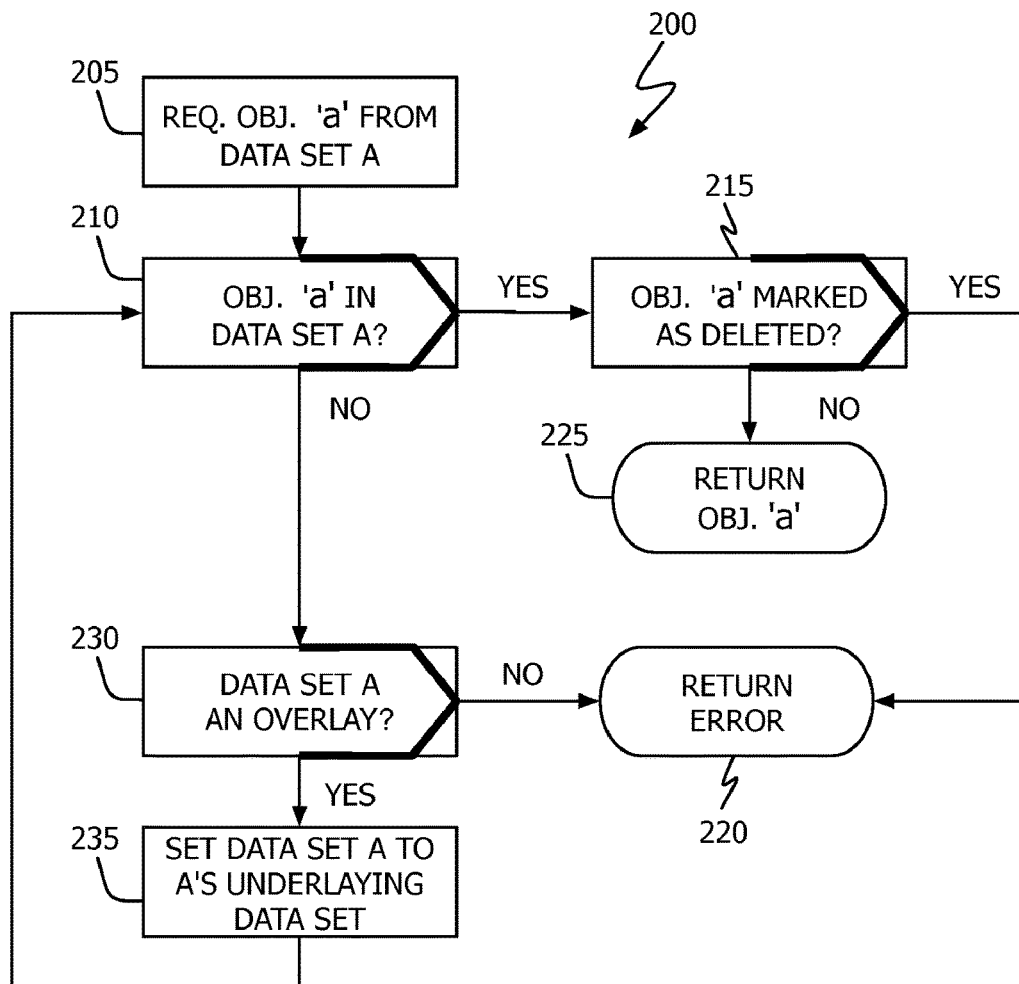 200
205
REQ. OBJ. 'a' FROM
DATA SET A
210
OBJ. 'a' IN
DATA SET A?
YES
NO
215
OBJ. 'a' MARKED
AS DELETED?
YES
NO
225
RETURN
OBJ. 'a'
230
DATA SET A
AN OVERLAY?
NO
YES
RETURN
ERROR
220
235
SET DATA SET A TO
A'S UNDERLAYING
DATA SET